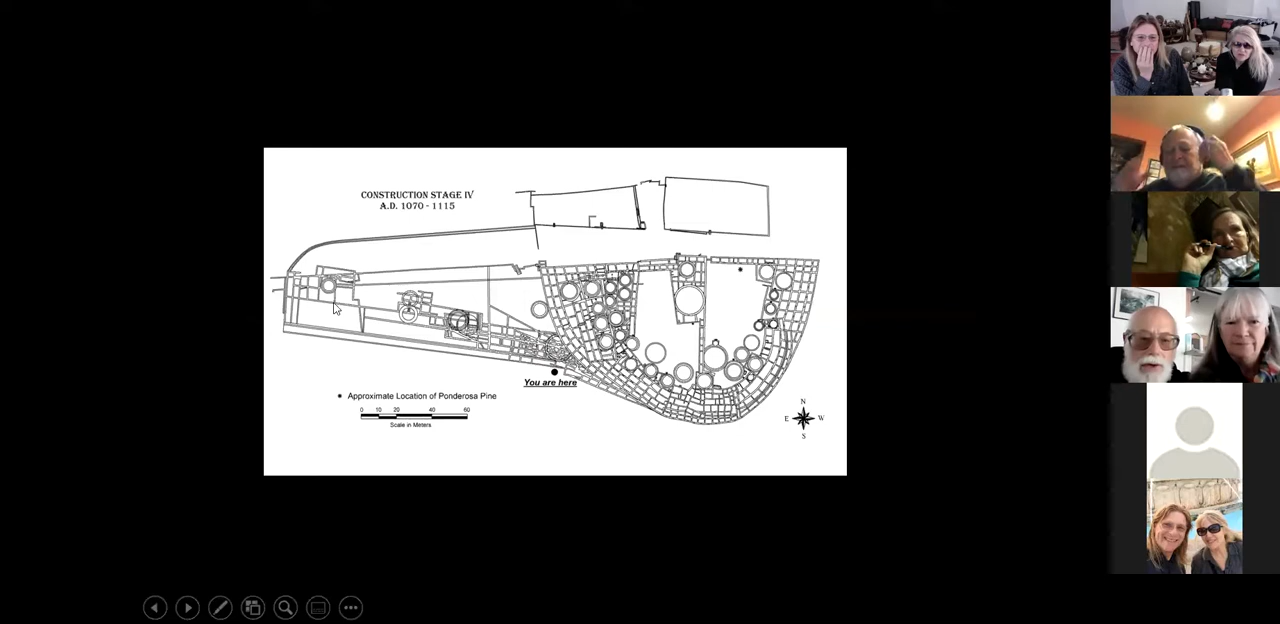 CONSTRUCTION STAGE IV
A.D. 1070 - 1115
You are here
* Approximate Location of Ponderosa Pine
0 10 20 40 60
Scale in Meters
N
E W
S